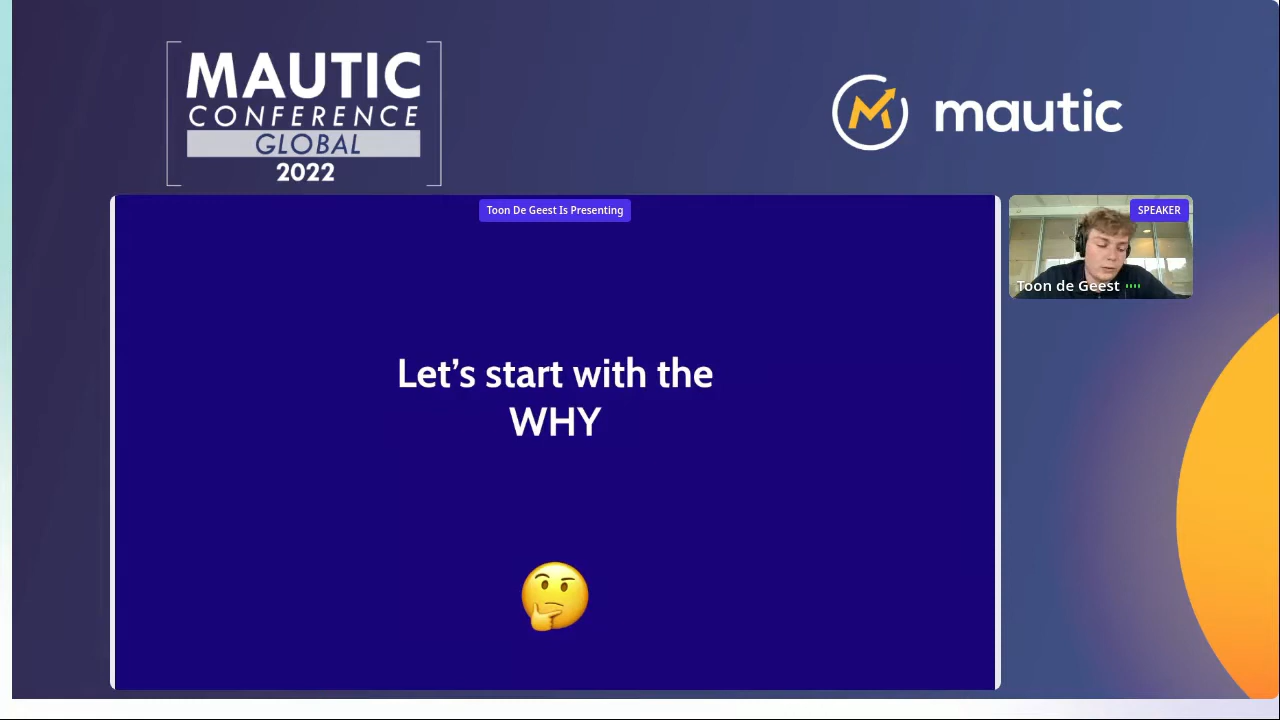 MAUTIC
CONFERENCE
GLOBAL
2022
mautic
Toon De Geest Is Presenting
SPEAKER
Toon de Geest
Let's start with the
WHY